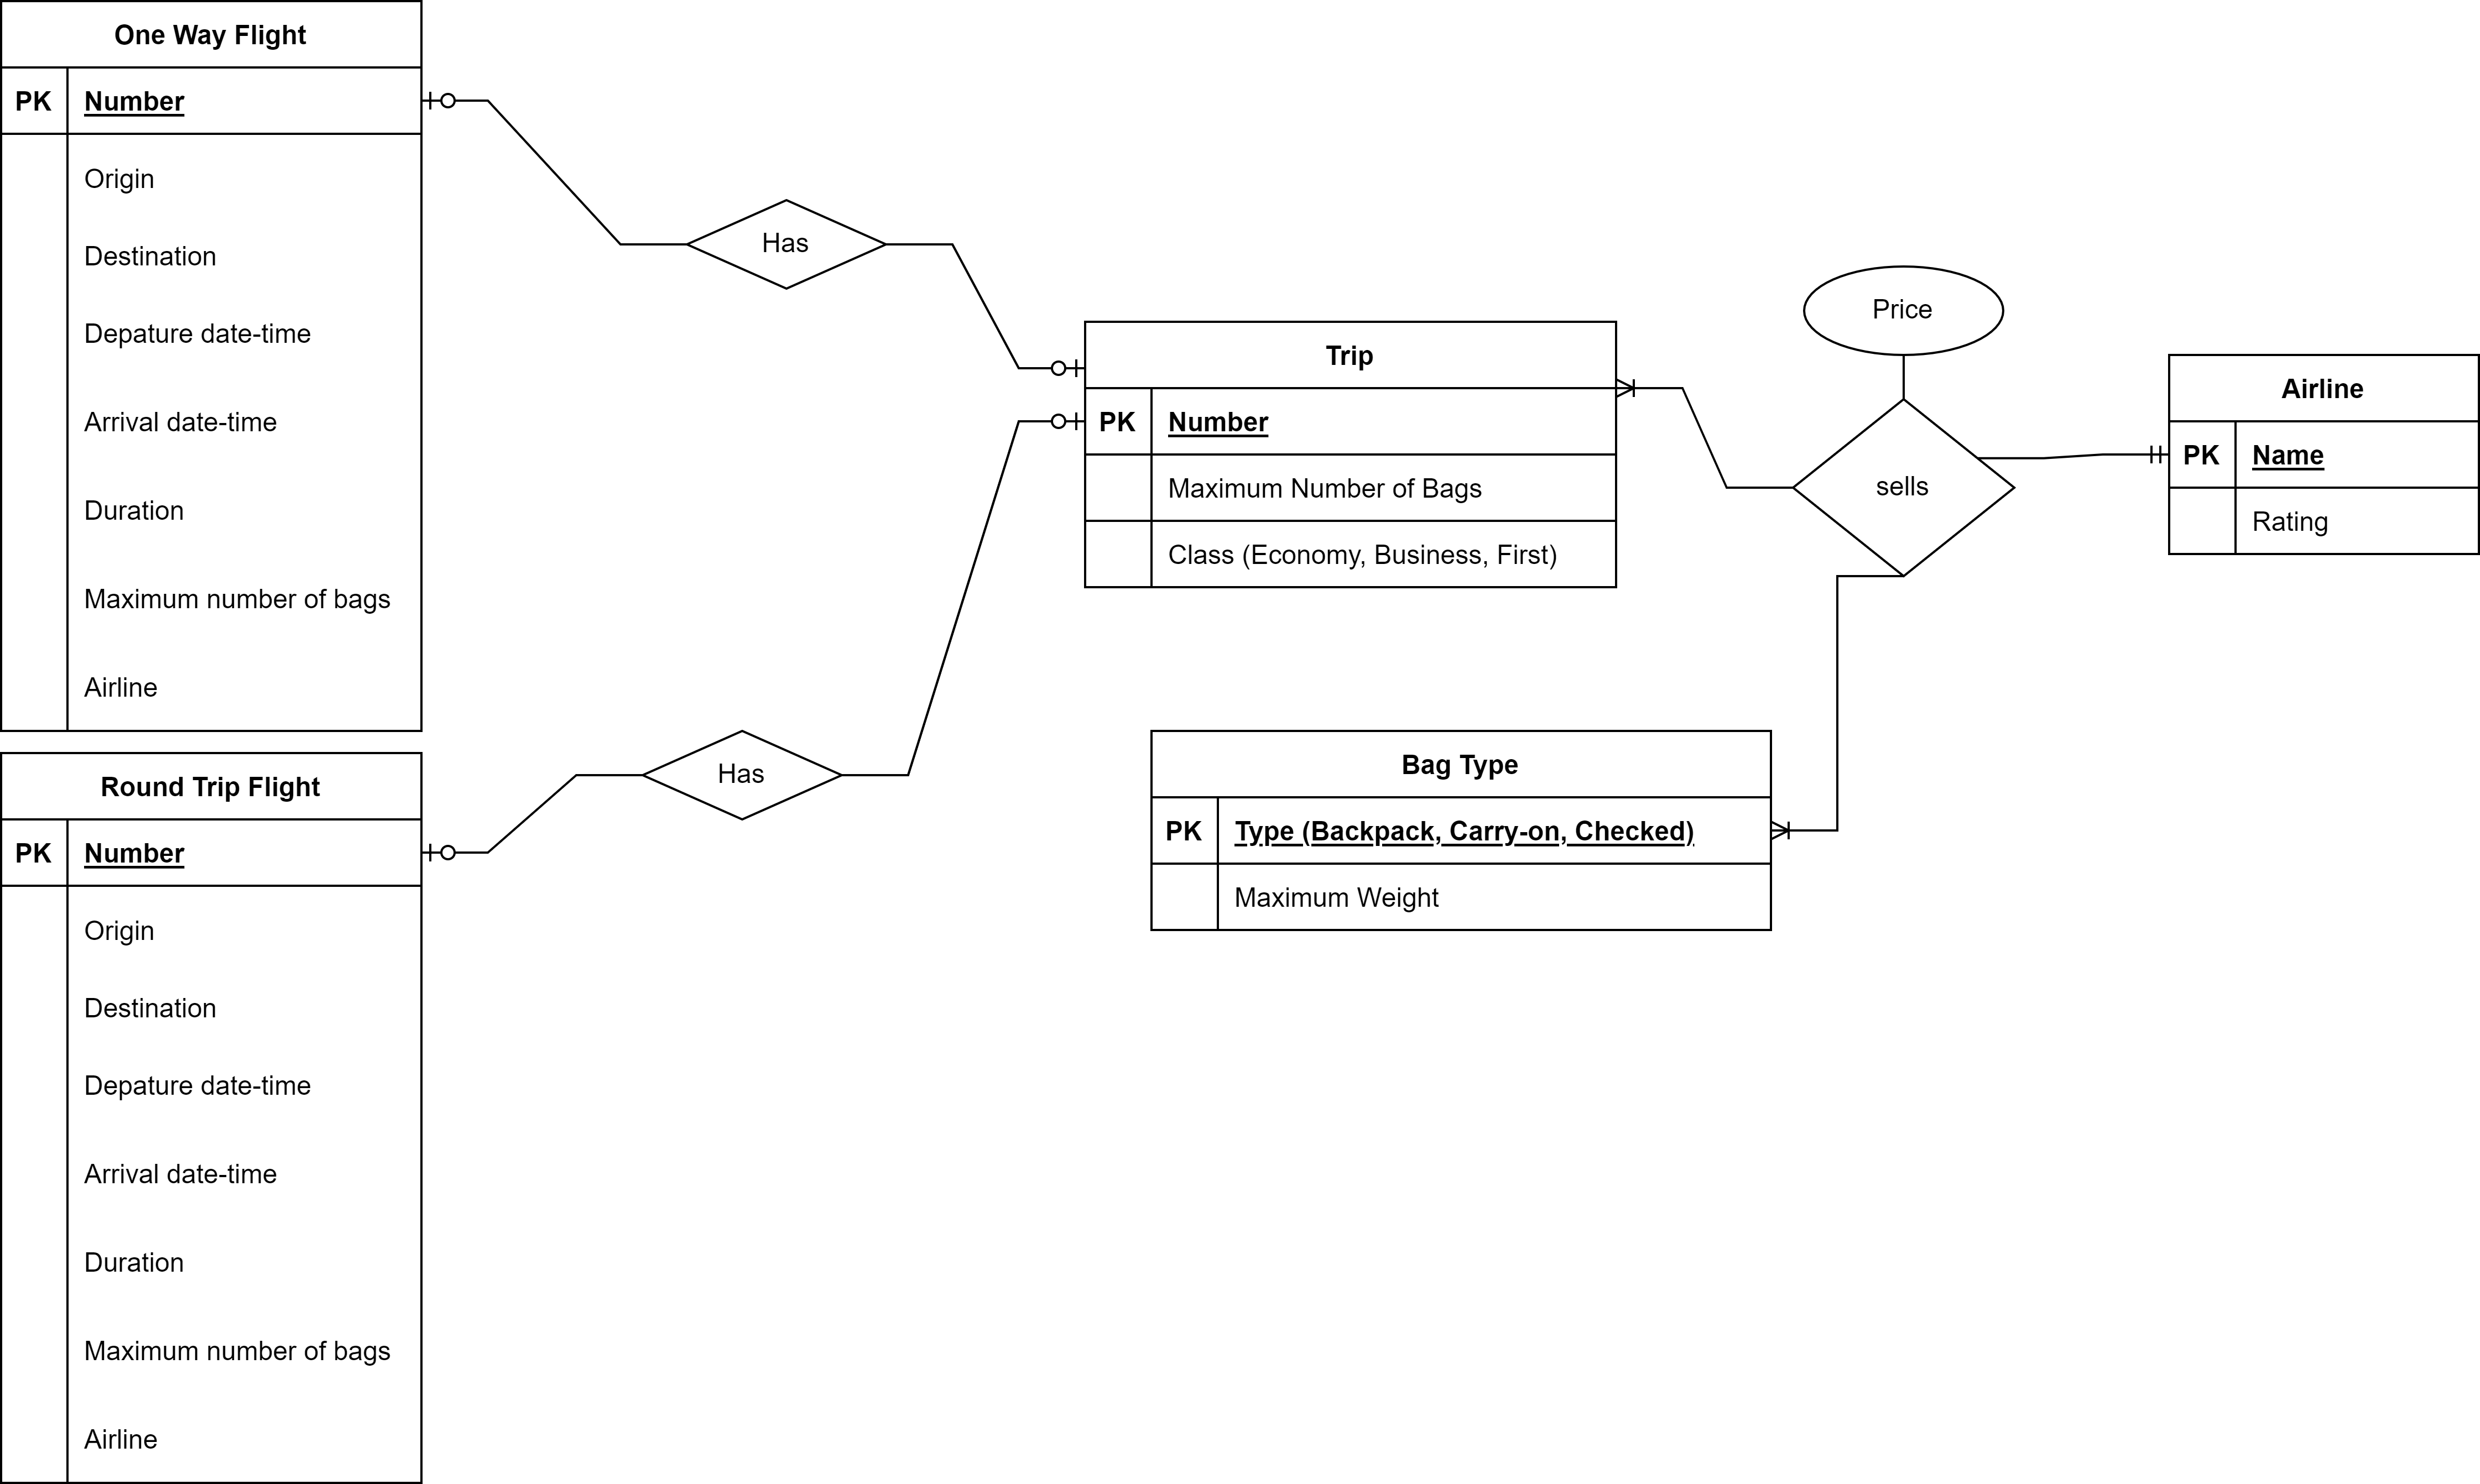 One Way Flight
PK Number
Origin
Destination
Depature date-time
Arrival date-time
Duration
Maximum number of bags
Airline
Has
Trip
PK Number
Maximum Number of Bags
Class (Economy, Business, First)
Price
sells
Airline
PK Name
Rating
Bag Type
PK Type (Backpack, Carry-on, Checked)
Maximum Weight
Has
Round Trip Flight
PK Number
Origin
Destination
Depature date-time
Arrival date-time
Duration
Maximum number of bags
Airline